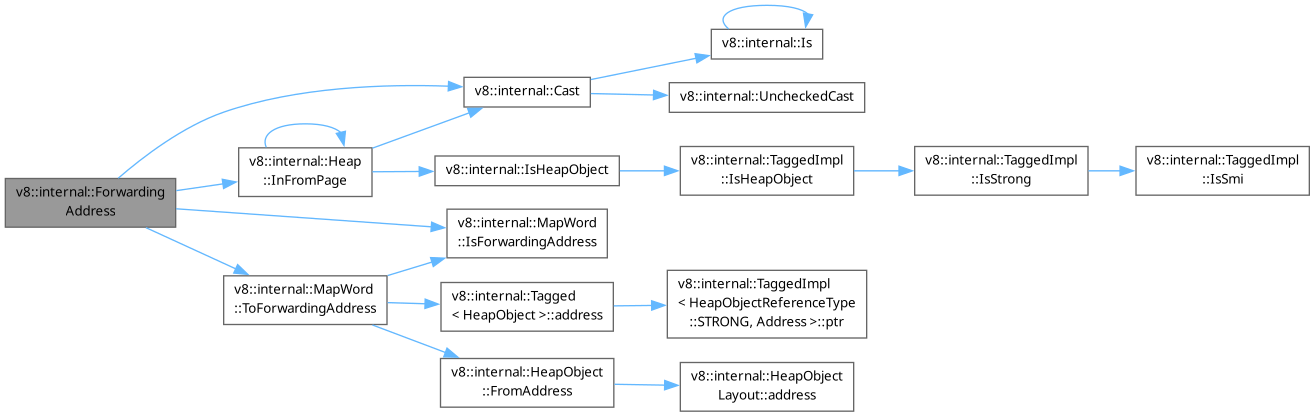 v8::internal::Forwarding
Address
v8::internal::Heap
::InFromPage
v8::internal::MapWord
::ToForwardingAddress
v8::internal::Cast
v8::internal::IsHeapObject
v8::internal::MapWord
::IsForwardingAddress
v8::internal::Tagged
< HeapObject >::address
v8::internal::HeapObject
::FromAddress
v8::internal::Is
v8::internal::UncheckedCast
v8::internal::TaggedImpl
::IsHeapObject
v8::internal::TaggedImpl
< HeapObjectReferenceType
::STRONG, Address >::ptr
v8::internal::HeapObject
Layout::address
v8::internal::TaggedImpl
::IsStrong
v8::internal::TaggedImpl
::IsSmi